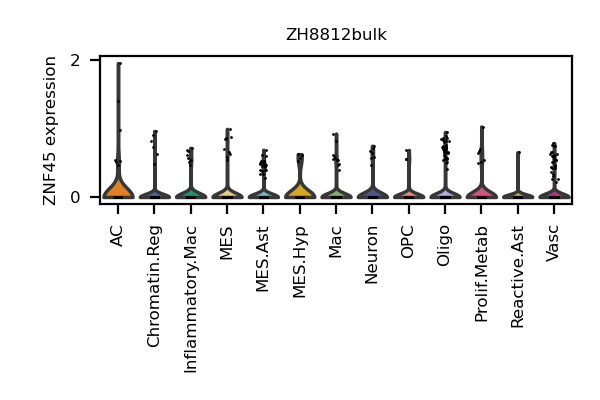 ZH8812bulk
ZNF45 expression
2
0
AC
Chromatin.Reg
Inflammatory.Mac
MES
MES.Ast
MES.Hyp
Mac
Neuron
OPC
Oligo
Prolif.Metab
Reactive.Ast
Vasc